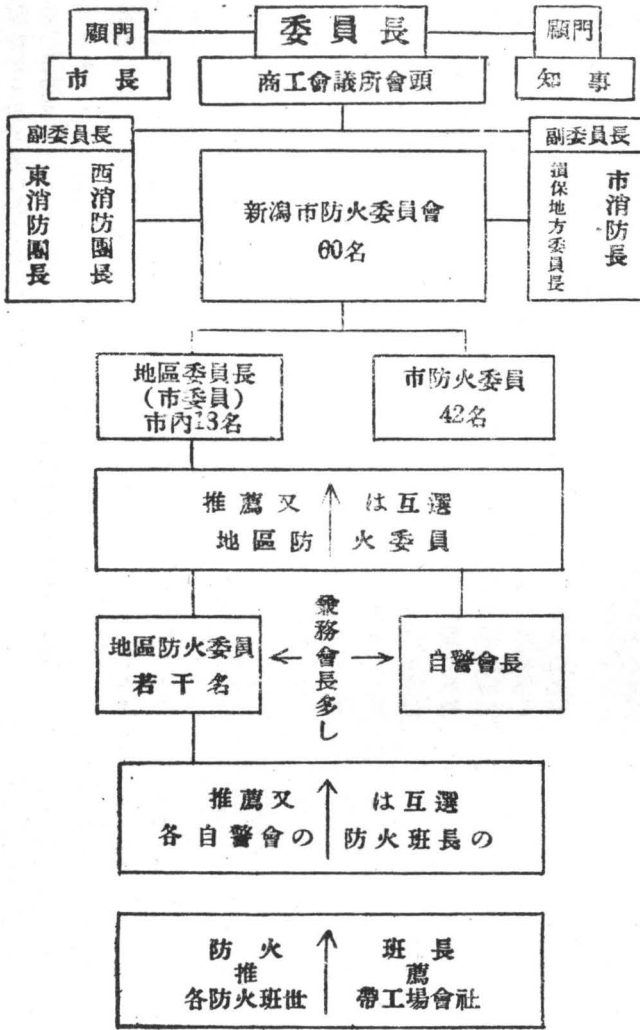 顧門 委員長 顧門
市長 商工會議所會頭 知事
副委員長 副委員長
東消防團長
西消防團長
新潟市防火委員會
60名
損保地方委員長
市消防長
地區委員長
(市委員)
市內18名
市防火委員
42名
推薦又は互選
地區防火委員
地區防火委員
若干名
務會長多し
自警會長
推薦又は互選
各自警會の防火班長の
防火班長
推薦
各防火班世帶工場會社